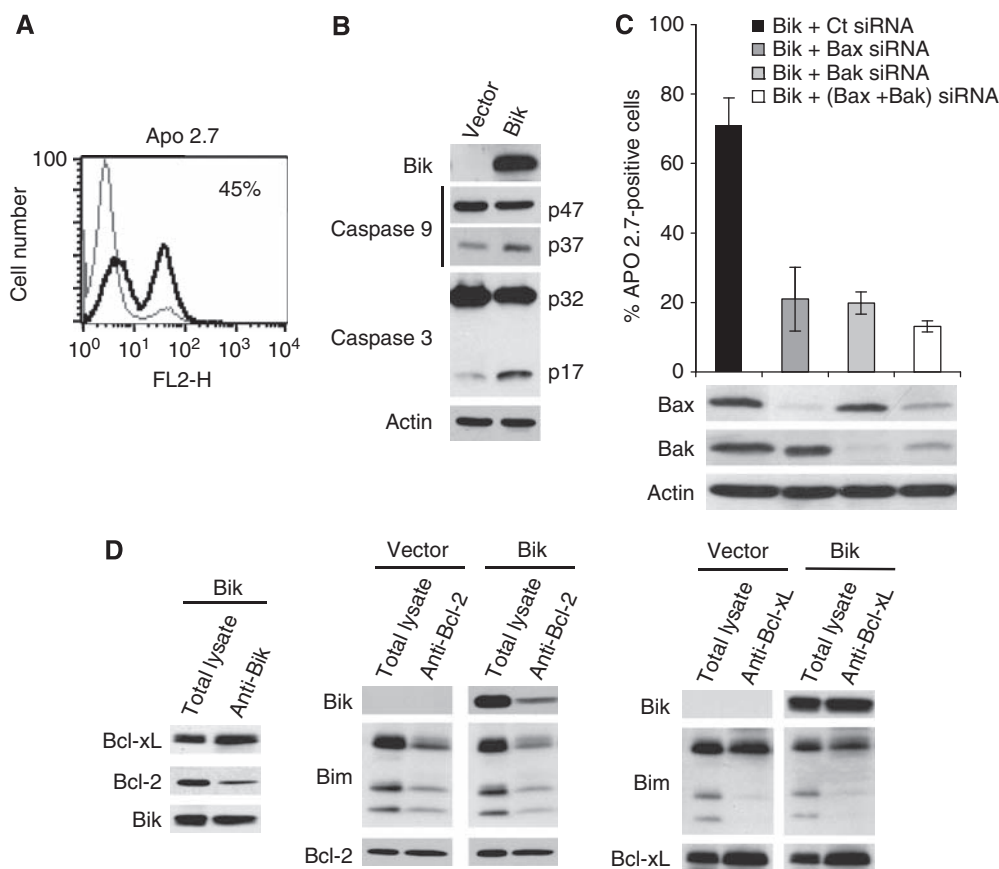 A
Apo 2.7
100
45%
Cell number
10^0 10^1 10^2 10^3 10^4
FL2-H
B
Vector
Bik
Bik
Caspase 9
p47
p37
Caspase 3
p32
p17
Actin
C
Bik + Ct siRNA
Bik + Bax siRNA
Bik + Bak siRNA
Bik + (Bax +Bak) siRNA
% APO 2.7-positive cells
100
80
60
40
20
0
Bax
Bak
Actin
D
Bik
Total lysate
Anti-Bik
Bcl-xL
Bcl-2
Bik
Vector
Bik
Total lysate
Anti-Bcl-2
Total lysate
Anti-Bcl-2
Bik
Bim
Bcl-2
Vector
Bik
Total lysate
Anti-Bcl-xL
Total lysate
Anti-Bcl-xL
Bik
Bim
Bcl-xL